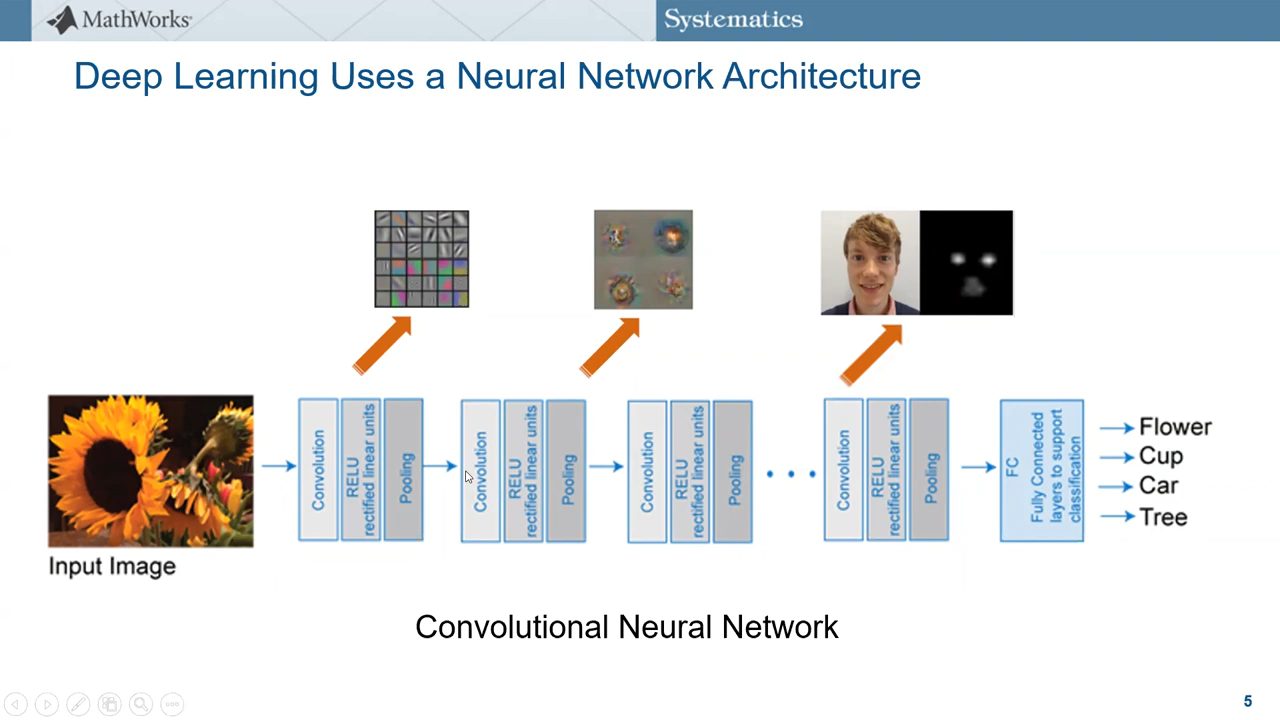 MathWorks®
Systematics
Deep Learning Uses a Neural Network Architecture
Input Image
Convolution
RELU
rectified linear units
Pooling
Convolution
RELU
rectified linear units
Pooling
Convolution
RELU
rectified linear units
Pooling
Convolution
RELU
rectified linear units
Pooling
FC
Fully Connected
layers to support
classification
Flower
Cup
Car
Tree
Convolutional Neural Network
5